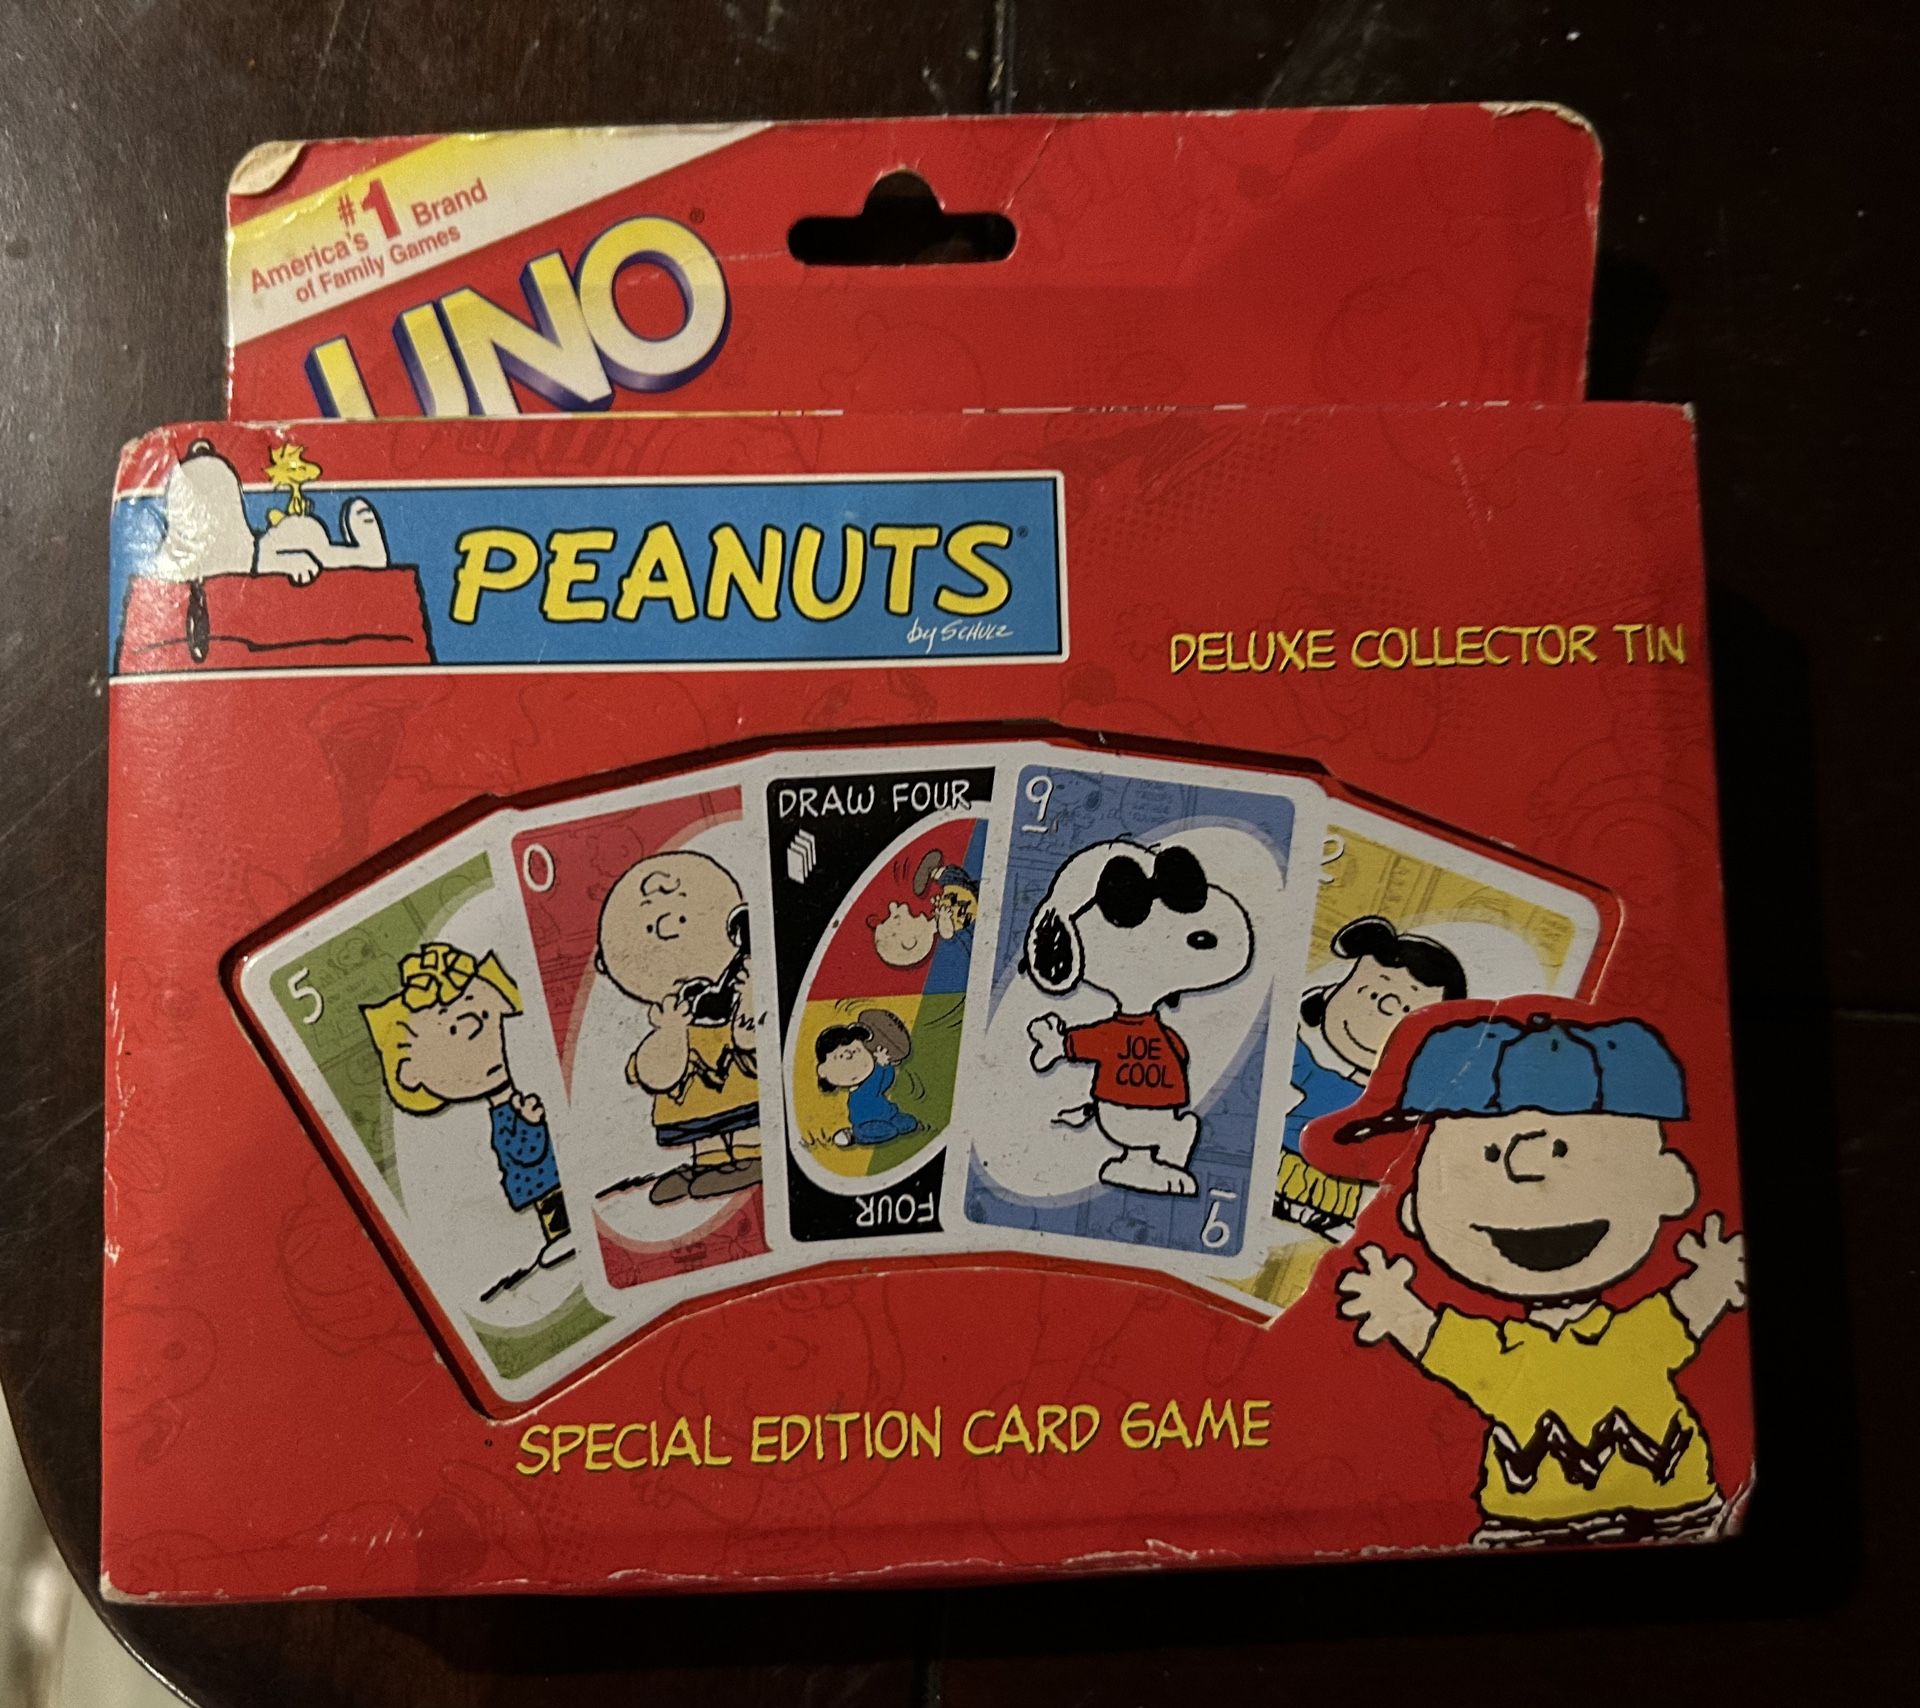 America's #1 Brand
of Family Games
UNO®
PEANUTS®
by SCHULZ
DELUXE COLLECTOR TIN
5
0
DRAW FOUR
FOUR
9
JOE
COOL
9
2
SPECIAL EDITION CARD GAME